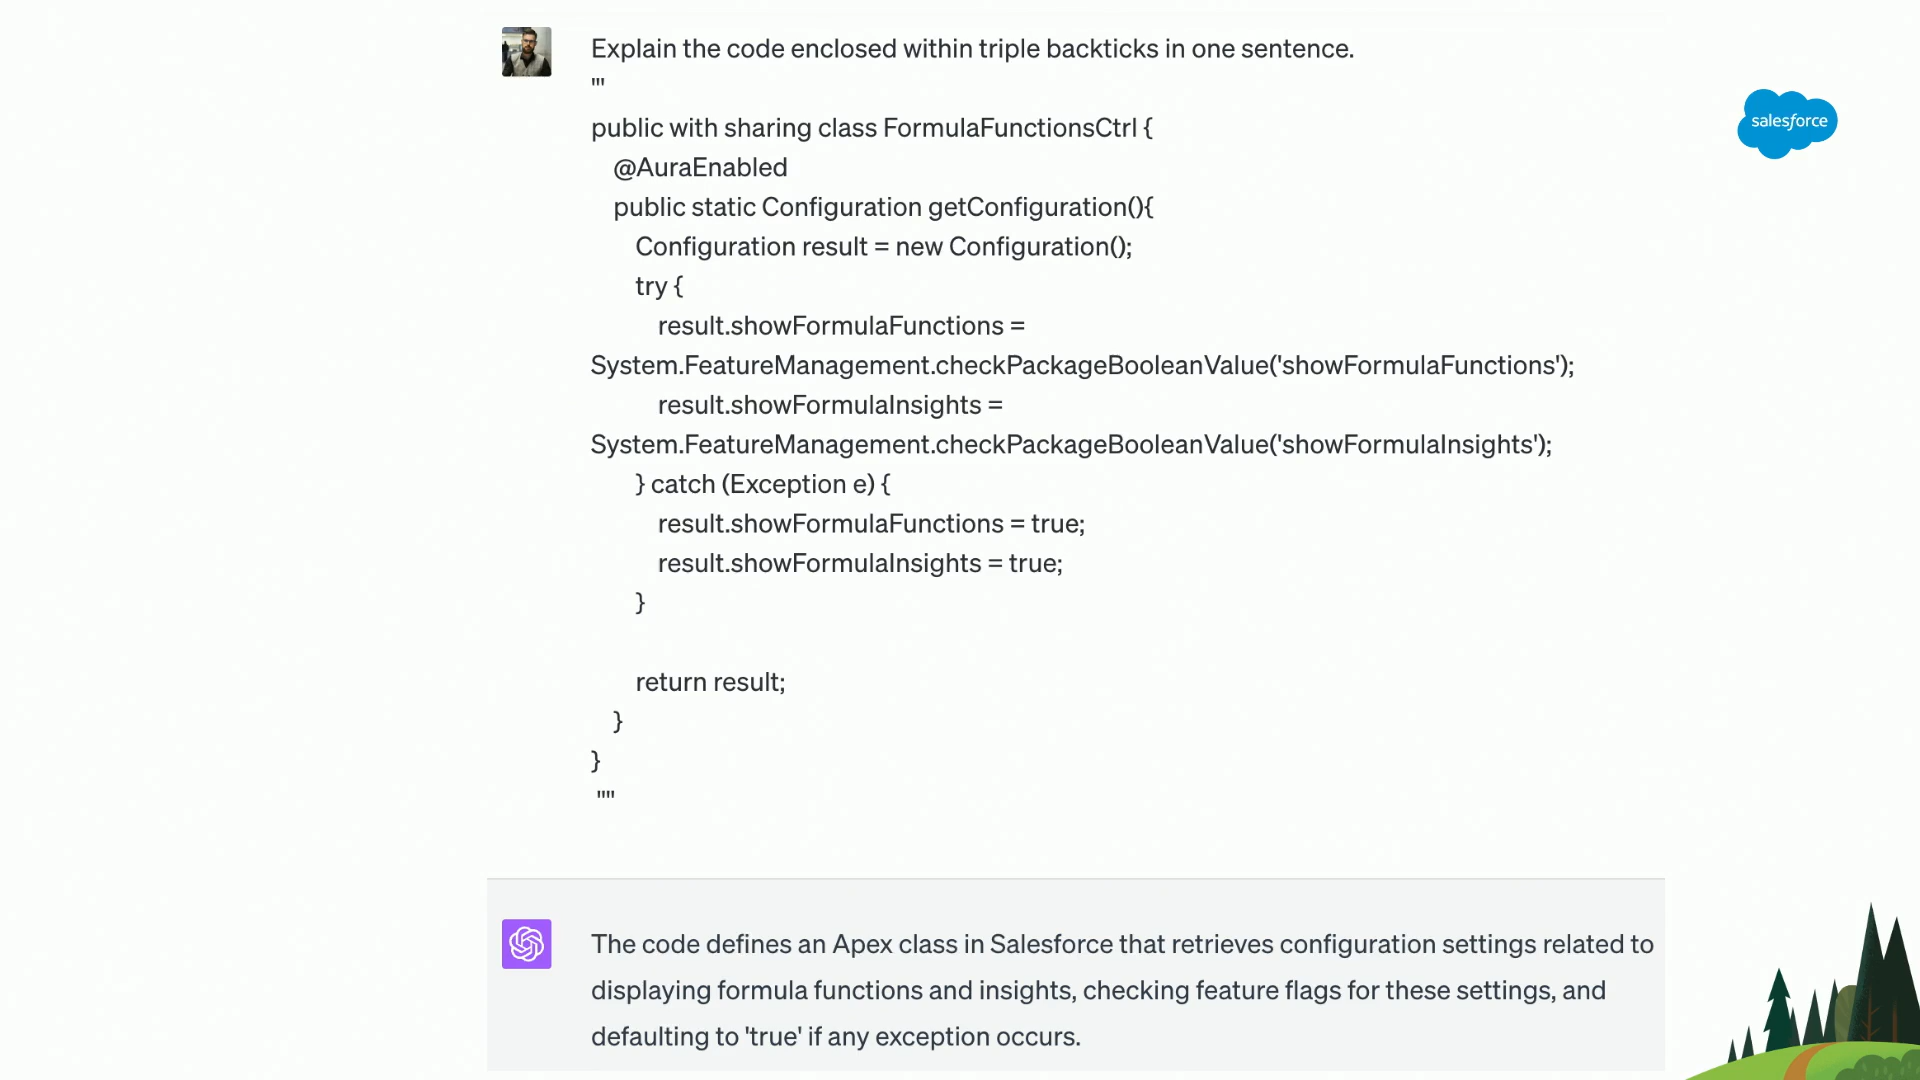 Explain the code enclosed within triple backticks in one sentence.
'''
public with sharing class FormulaFunctionsCtrl {
@AuraEnabled
public static Configuration getConfiguration(){
Configuration result = new Configuration();
try {
result.showFormulaFunctions =
System.FeatureManagement.checkPackageBooleanValue('showFormulaFunctions');
result.showFormulaInsights =
System.FeatureManagement.checkPackageBooleanValue('showFormulaInsights');
} catch (Exception e) {
result.showFormulaFunctions = true;
result.showFormulaInsights = true;
}
return result;
}
}
''''
The code defines an Apex class in Salesforce that retrieves configuration settings related to
displaying formula functions and insights, checking feature flags for these settings, and
defaulting to 'true' if any exception occurs.
salesforce